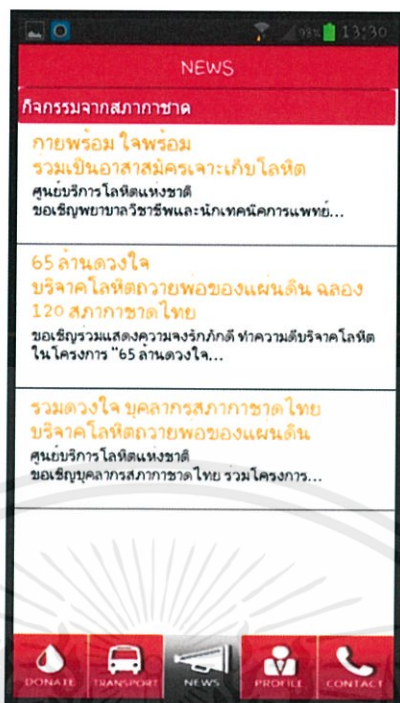 98% 13:30
NEWS
กิจกรรมจากสภากาชาด
กายพร้อม ใจพร้อม
รวมเป็นอาสาสมัครเจาะเก็บโลหิต
ศูนย์บริการโลหิตแห่งชาติ
ขอเชิญพยาบาลวิชาชีพและนักเทคนิคการแพทย์...
65 ล้านดวงใจ
บริจาคโลหิตถวายพ่อของแผ่นดิน ฉลอง
120 สภากาชาดไทย
ขอเชิญร่วมแสดงความจงรักภักดี ทำความดีบริจาคโลหิต
ในโครงการ "65 ล้านดวงใจ...
รวมดวงใจ บุคลากรสภากาชาดไทย
บริจาคโลหิตถวายพ่อของแผ่นดิน
ศูนย์บริการโลหิตแห่งชาติ
ขอเชิญบุคลากรสภากาชาดไทย ร่วมโครงการ...
DONATE TRANSPORT NEWS PROFILE CONTACT